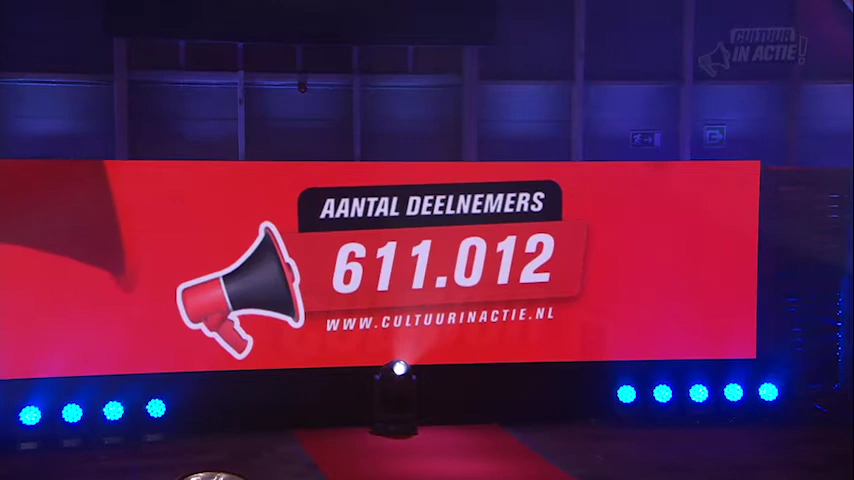 CULTUUR
IN ACTIE!
AANTAL DEELNEMERS
611.012
WWW.CULTUURINACTIE.NL